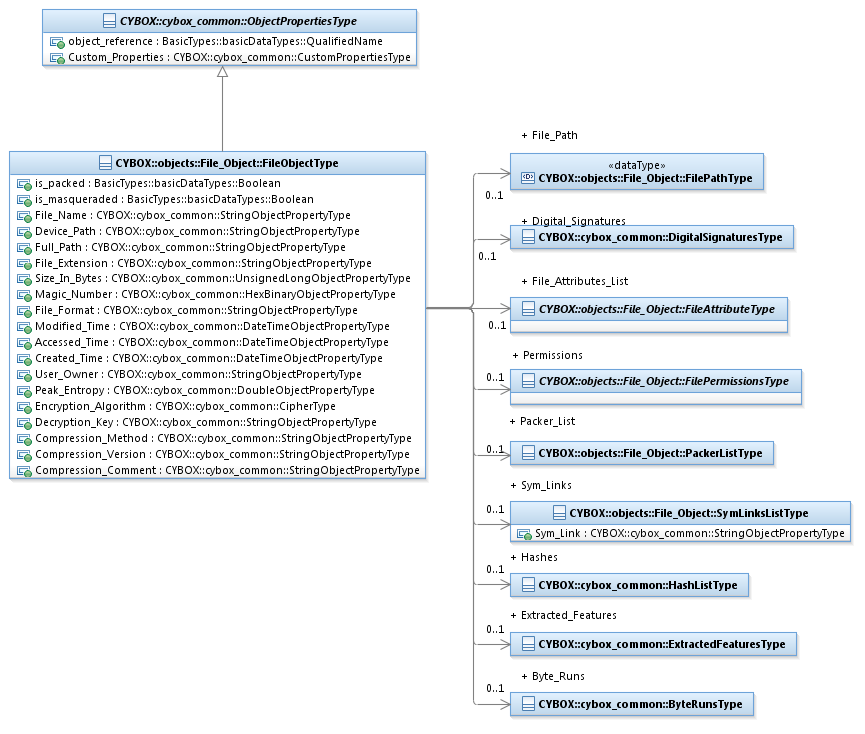 CYBOX::cybox_common::ObjectPropertiesType
object_reference : BasicTypes::basicDataTypes::QualifiedName
Custom_Properties : CYBOX::cybox_common::CustomPropertiesType
CYBOX::objects::File_Object::FileObjectType
is_packed : BasicTypes::basicDataTypes::Boolean
is_masqueraded : BasicTypes::basicDataTypes::Boolean
File_Name : CYBOX::cybox_common::StringObjectPropertyType
Device_Path : CYBOX::cybox_common::StringObjectPropertyType
Full_Path : CYBOX::cybox_common::StringObjectPropertyType
File_Extension : CYBOX::cybox_common::StringObjectPropertyType
Size_In_Bytes : CYBOX::cybox_common::UnsignedLongObjectPropertyType
Magic_Number : CYBOX::cybox_common::HexBinaryObjectPropertyType
File_Format : CYBOX::cybox_common::StringObjectPropertyType
Modified_Time : CYBOX::cybox_common::DateTimeObjectPropertyType
Accessed_Time : CYBOX::cybox_common::DateTimeObjectPropertyType
Created_Time : CYBOX::cybox_common::DateTimeObjectPropertyType
User_Owner : CYBOX::cybox_common::StringObjectPropertyType
Peak_Entropy : CYBOX::cybox_common::DoubleObjectPropertyType
Encryption_Algorithm : CYBOX::cybox_common::CipherType
Decryption_Key : CYBOX::cybox_common::StringObjectPropertyType
Compression_Method : CYBOX::cybox_common::StringObjectPropertyType
Compression_Version : CYBOX::cybox_common::StringObjectPropertyType
Compression_Comment : CYBOX::cybox_common::StringObjectPropertyType
+ File_Path
«dataType»
CYBOX::objects::File_Object::FilePathType
0..1
+ Digital_Signatures
CYBOX::cybox_common::DigitalSignaturesType
0..1
+ File_Attributes_List
CYBOX::objects::File_Object::FileAttributeType
0..1
+ Permissions
0..1
CYBOX::objects::File_Object::FilePermissionsType
+ Packer_List
0..1
CYBOX::objects::File_Object::PackerListType
+ Sym_Links
0..1
CYBOX::objects::File_Object::SymLinksListType
Sym_Link : CYBOX::cybox_common::StringObjectPropertyType
+ Hashes
0..1
CYBOX::cybox_common::HashListType
+ Extracted_Features
0..1
CYBOX::cybox_common::ExtractedFeaturesType
+ Byte_Runs
0..1
CYBOX::cybox_common::ByteRunsType